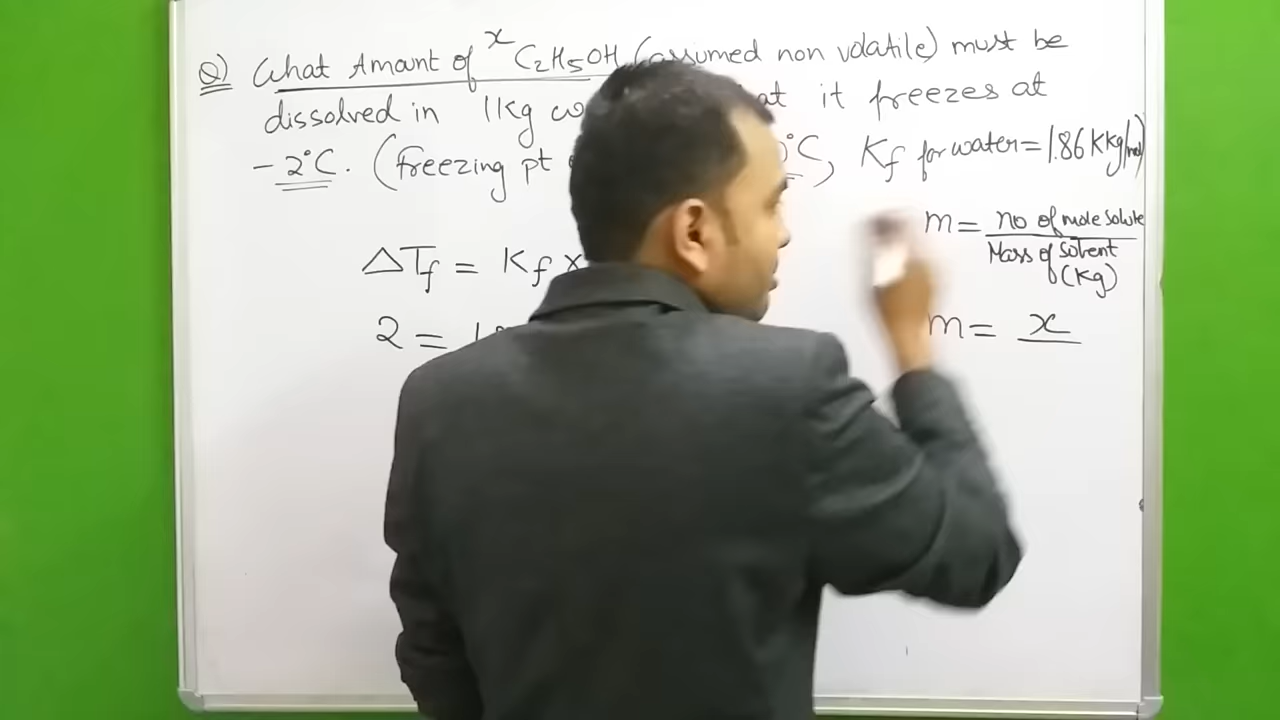 Q) What Amount of x C2H5OH (assumed non volatile) must be
dissolved in 1kg at it freezes at
-2°C. (freezing pt °C, Kf for water = 1.86 K Kg/mol)
m = no of mole solute
Mass of Solvent
(Kg)
ΔTf = Kf ×
2 =
m = x